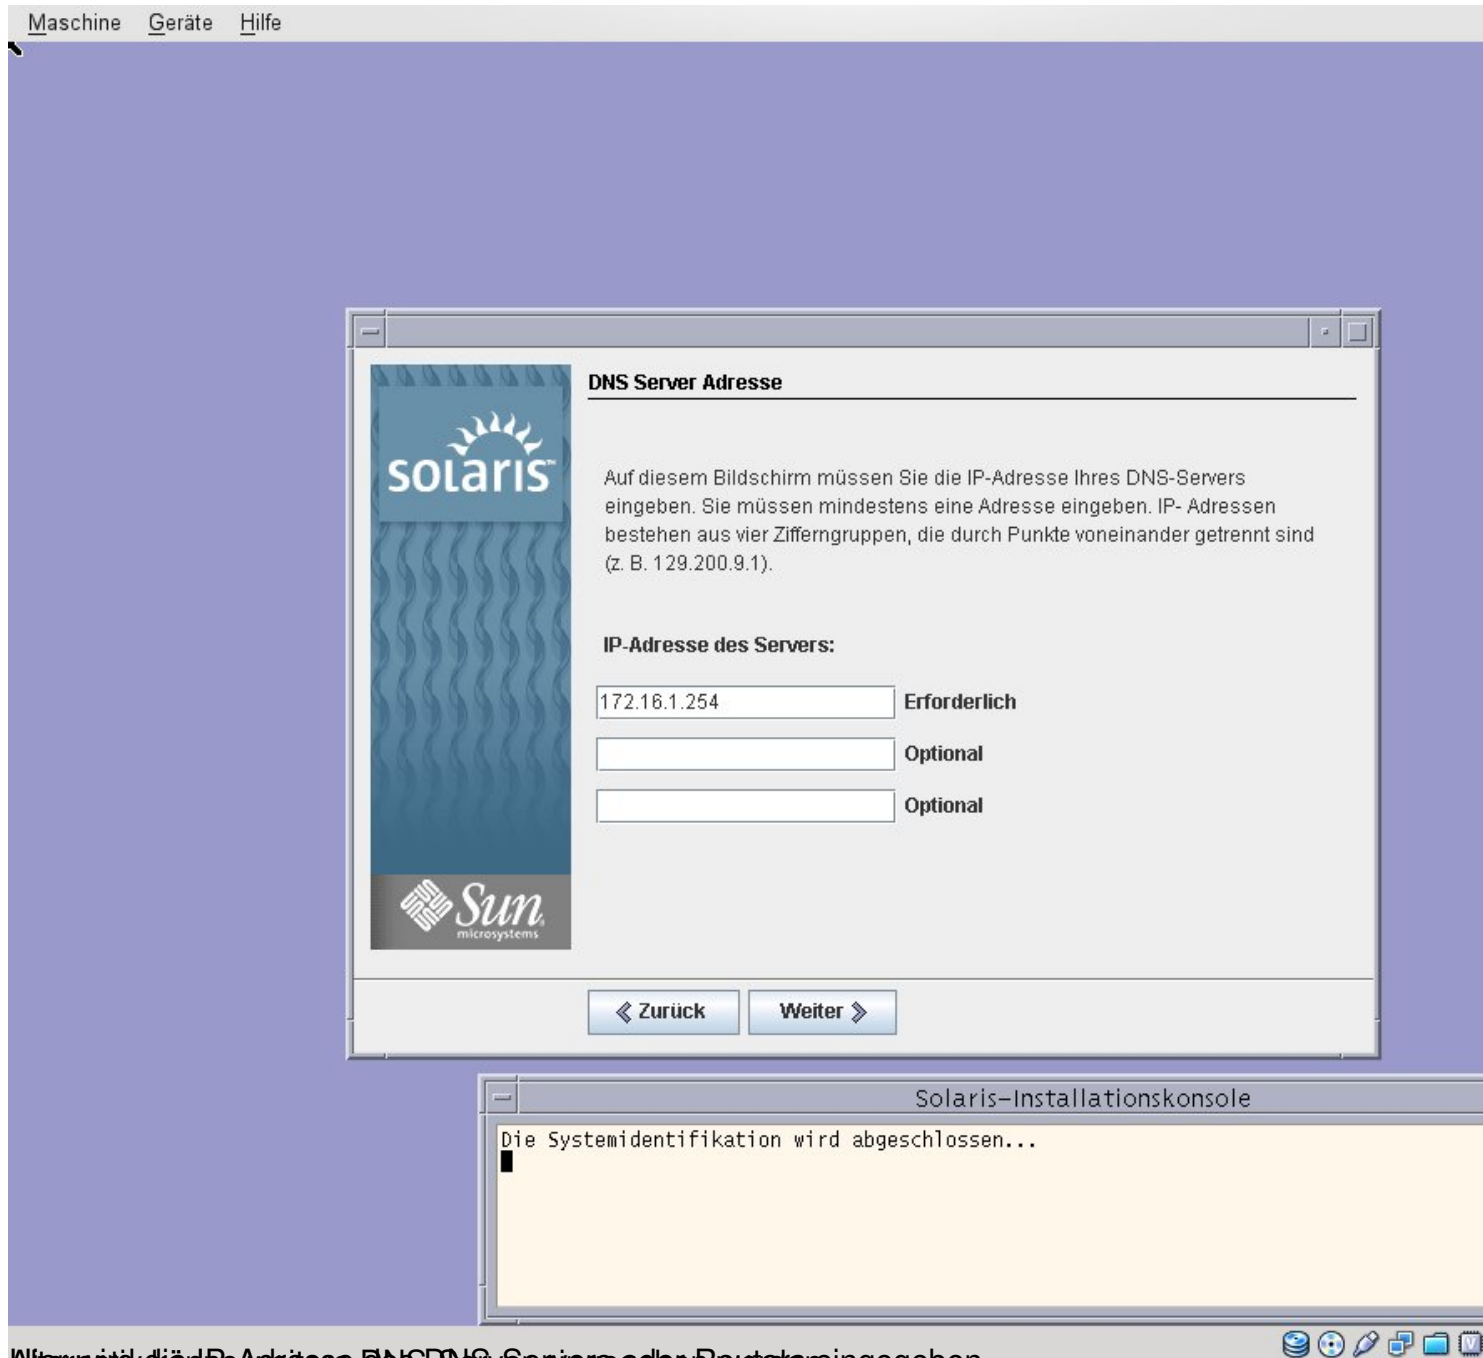 Maschine Geräte Hilfe
DNS Server Adresse
solaris™
Auf diesem Bildschirm müssen Sie die IP-Adresse Ihres DNS-Servers
eingeben. Sie müssen mindestens eine Adresse eingeben. IP- Adressen
bestehen aus vier Zifferngruppen, die durch Punkte voneinander getrennt sind
(z. B. 129.200.9.1).
IP-Adresse des Servers:
172.16.1.254 Erforderlich
Optional
Optional
Sun
microsystems
Zurück Weiter
Solaris-Installationskonsole
Die Systemidentifikation wird abgeschlossen...
eingegeben